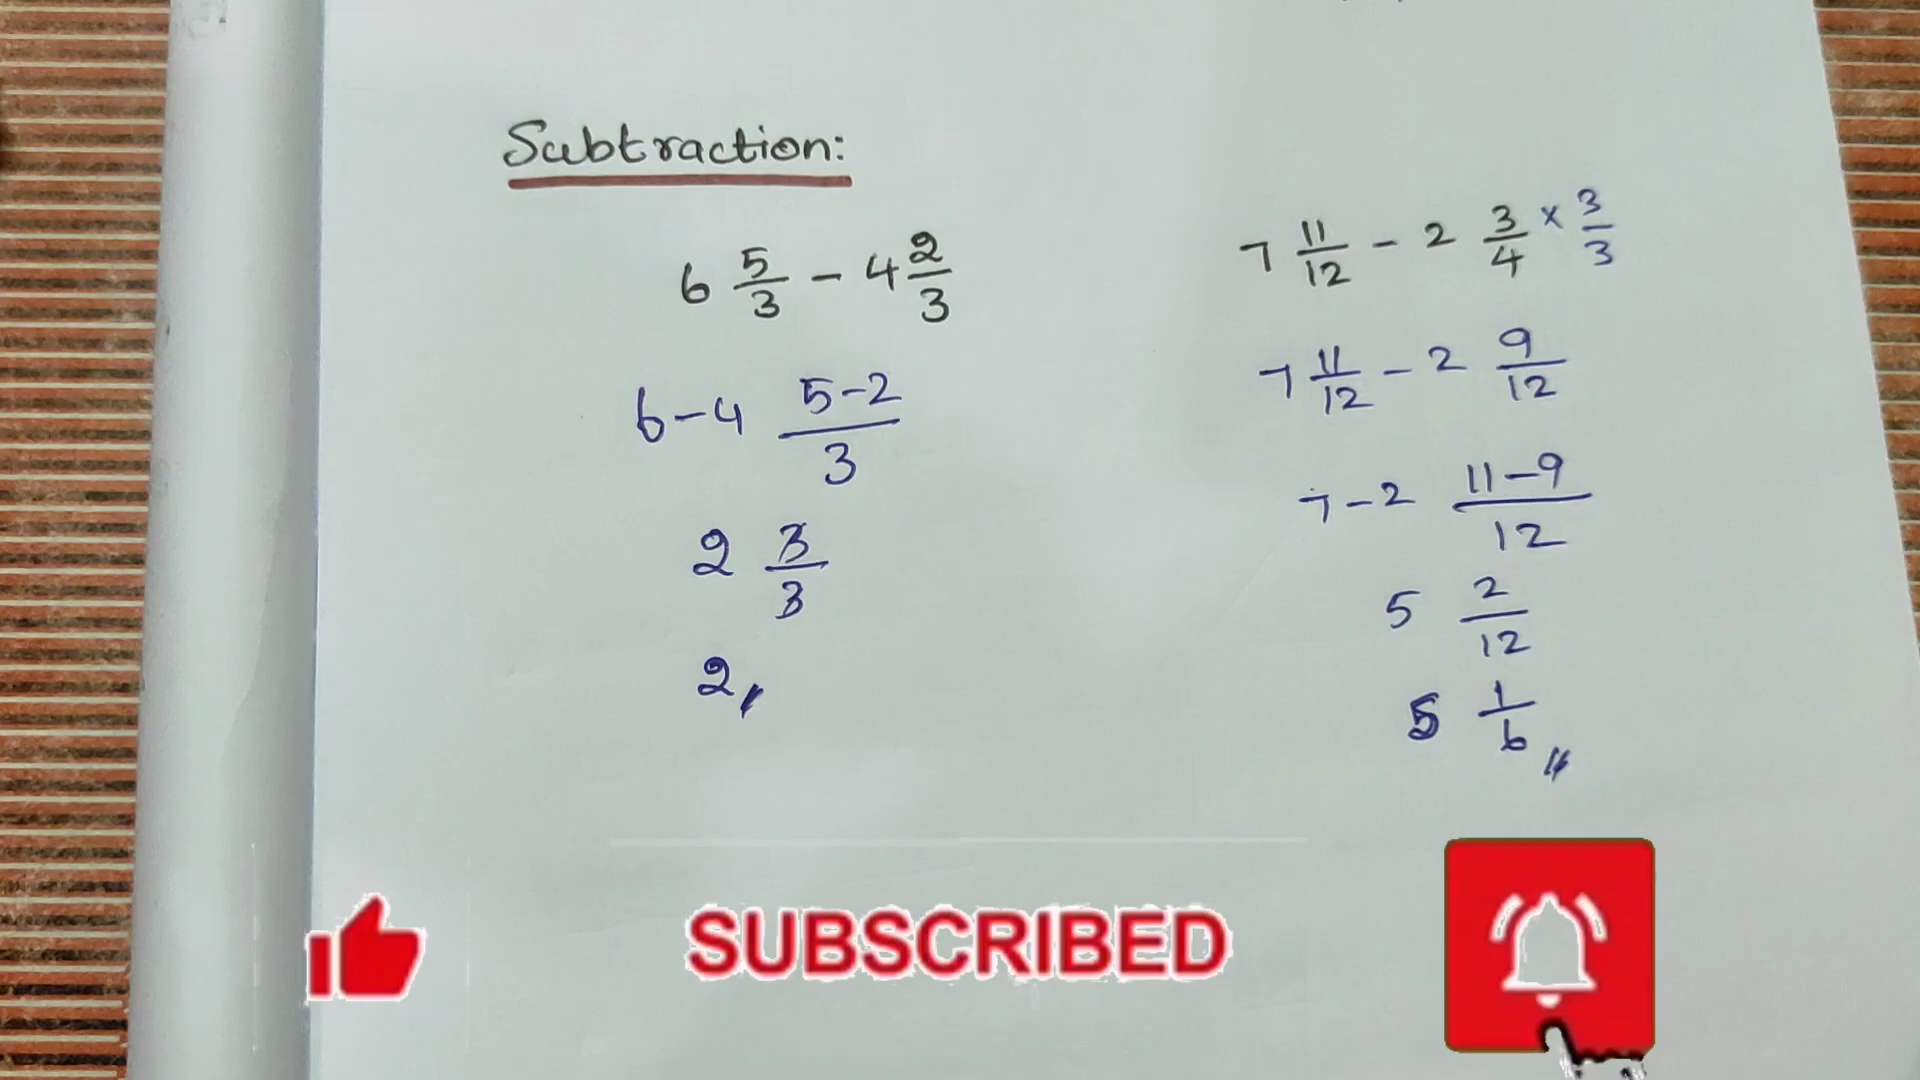 Subtraction:
6 5/3 - 4 2/3
6-4 5-2/3
2 3/3
2
7 11/12 - 2 3/4 × 3/3
7 11/12 - 2 9/12
7-2 11-9/12
5 2/12
5 1/6
SUBSCRIBED